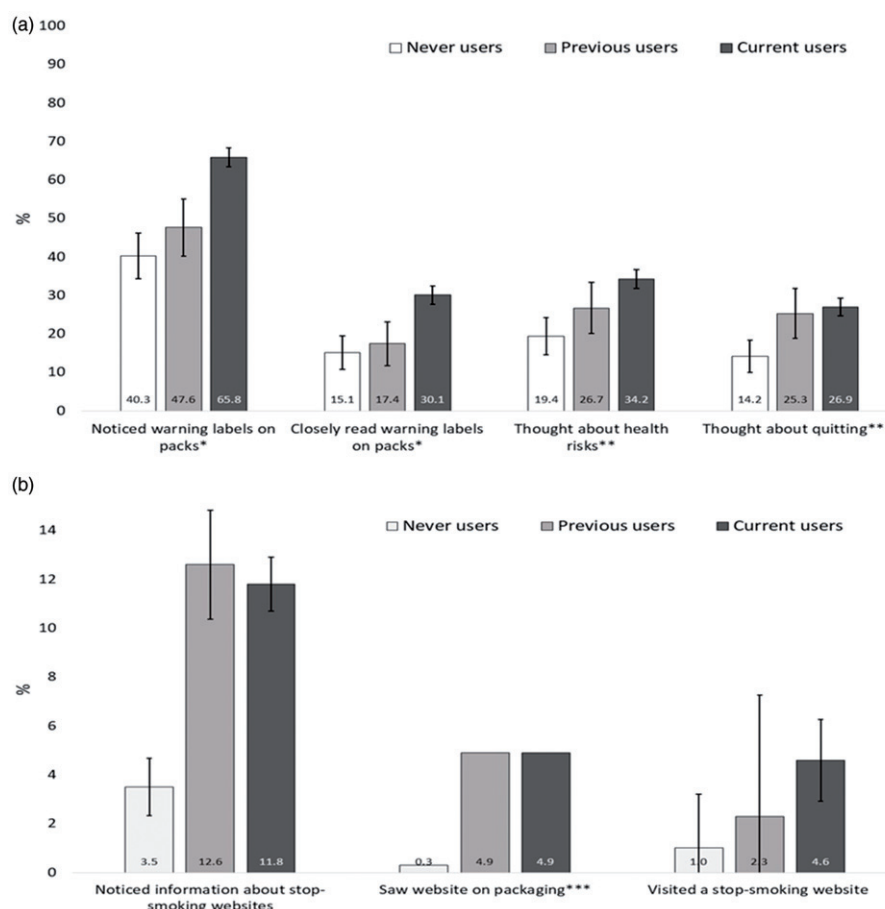 (a)
100
Never users Previous users Current users
90
80
70
60
50
%
40
30
20
10
0
40.3 47.6 65.8 15.1 17.4 30.1 19.4 26.7 34.2 14.2 25.3 26.9
Noticed warning labels on Closely read warning labels Thought about health Thought about quitting**
packs* on packs* risks**
(b)
14
Never users Previous users Current users
12
10
8
%
6
4
2
0
3.5 12.6 11.8 0.3 4.9 4.9 1.0 2.3 4.6
Noticed information about stop- Saw website on packaging*** Visited a stop-smoking website
smoking websites